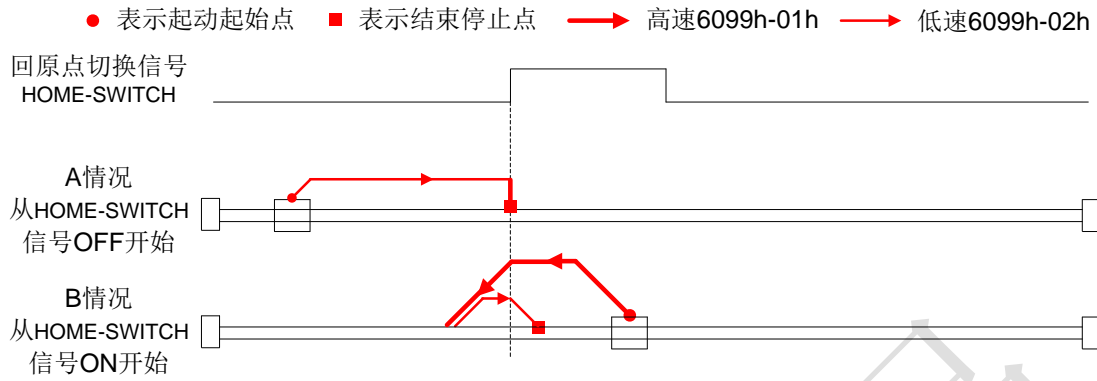 表示起动起始点 表示结束停止点 高速6099h-01h 低速6099h-02h
回原点切换信号
HOME-SWITCH
A情况
从HOME-SWITCH
信号OFF开始
B情况
从HOME-SWITCH
信号ON开始